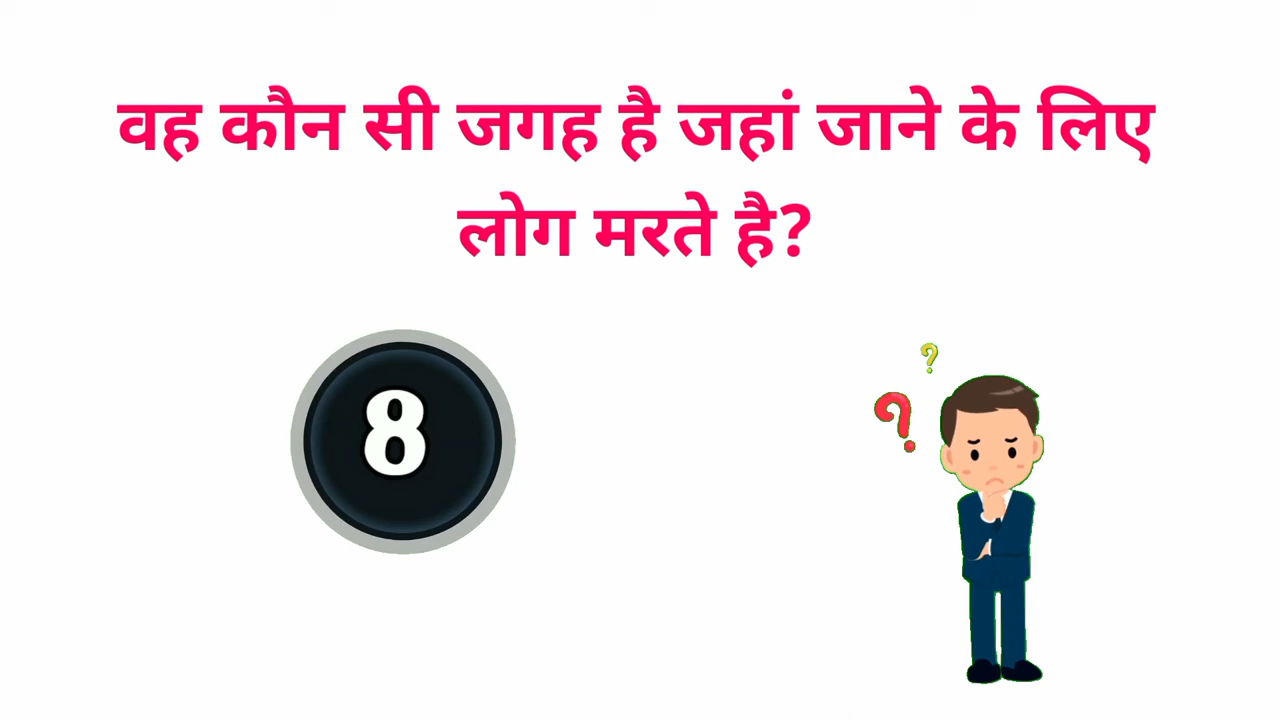 वह कौन सी जगह है जहां जाने के लिए
लोग मरते है?
8
? ?